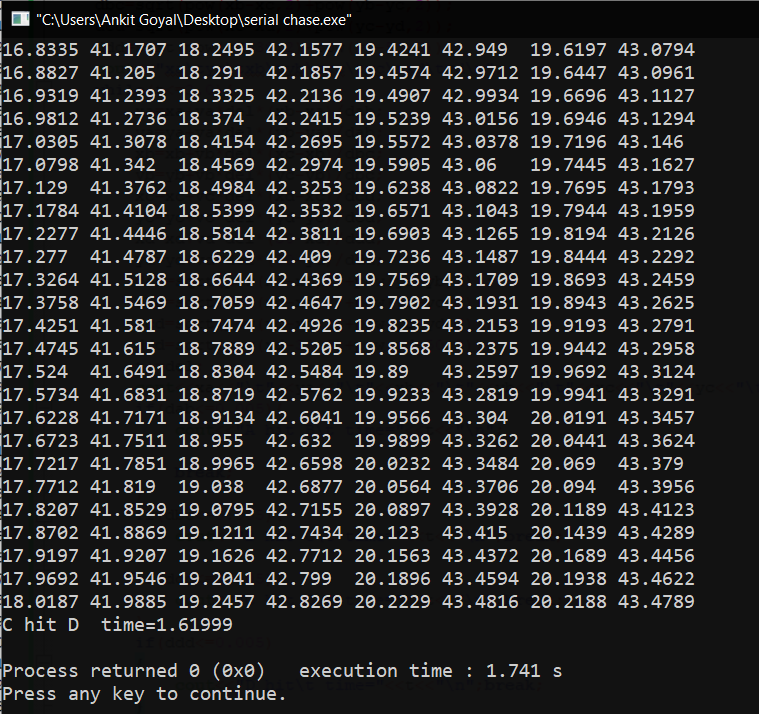 "C:\Users\Ankit Goyal\Desktop\serial chase.exe"
16.8335 41.1707 18.2495 42.1577 19.4241 42.949 19.6197 43.0794
16.8827 41.205 18.291 42.1857 19.4574 42.9712 19.6447 43.0961
16.9319 41.2393 18.3325 42.2136 19.4907 42.9934 19.6696 43.1127
16.9812 41.2736 18.374 42.2415 19.5239 43.0156 19.6946 43.1294
17.0305 41.3078 18.4154 42.2695 19.5572 43.0378 19.7196 43.146
17.0798 41.342 18.4569 42.2974 19.5905 43.06 19.7445 43.1627
17.129 41.3762 18.4984 42.3253 19.6238 43.0822 19.7695 43.1793
17.1784 41.4104 18.5399 42.3532 19.6571 43.1043 19.7944 43.1959
17.2277 41.4446 18.5814 42.3811 19.6903 43.1265 19.8194 43.2126
17.277 41.4787 18.6229 42.409 19.7236 43.1487 19.8444 43.2292
17.3264 41.5128 18.6644 42.4369 19.7569 43.1709 19.8693 43.2459
17.3758 41.5469 18.7059 42.4647 19.7902 43.1931 19.8943 43.2625
17.4251 41.581 18.7474 42.4926 19.8235 43.2153 19.9193 43.2791
17.4745 41.615 18.7889 42.5205 19.8568 43.2375 19.9442 43.2958
17.524 41.6491 18.8304 42.5484 19.89 43.2597 19.9692 43.3124
17.5734 41.6831 18.8719 42.5762 19.9233 43.2819 19.9941 43.3291
17.6228 41.7171 18.9134 42.6041 19.9566 43.304 20.0191 43.3457
17.6723 41.7511 18.955 42.632 19.9899 43.3262 20.0441 43.3624
17.7217 41.7851 18.9965 42.6598 20.0232 43.3484 20.069 43.379
17.7712 41.819 19.038 42.6877 20.0564 43.3706 20.094 43.3956
17.8207 41.8529 19.0795 42.7155 20.0897 43.3928 20.1189 43.4123
17.8702 41.8869 19.1211 42.7434 20.123 43.415 20.1439 43.4289
17.9197 41.9207 19.1626 42.7712 20.1563 43.4372 20.1689 43.4456
17.9692 41.9546 19.2041 42.799 20.1896 43.4594 20.1938 43.4622
18.0187 41.9885 19.2457 42.8269 20.2229 43.4816 20.2188 43.4789
C hit D  time=1.61999
Process returned 0 (0x0)   execution time : 1.741 s
Press any key to continue.